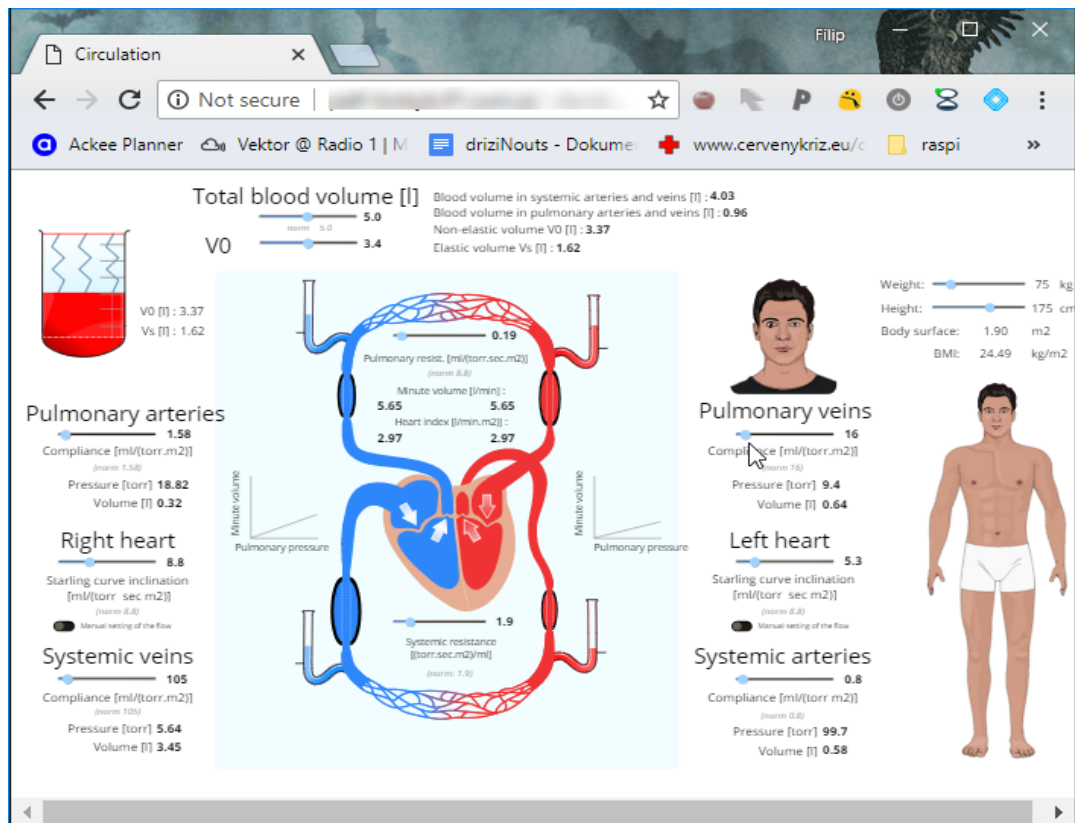 Filip
Circulation
Not secure
Ackee Planner
Vektor @ Radio 1 | M
driziNouts - Dokume
www.cervenykriz.eu/c
raspi
Total blood volume [l]
5.0
norm 5.0
V0
3.4
Blood volume in systemic arteries and veins [l] : 4.03
Blood volume in pulmonary arteries and veins [l] : 0.96
Non-elastic volume V0 [l] : 3.37
Elastic volume Vs [l] : 1.62
V0 [l] : 3.37
Vs [l] : 1.62
Weight: 75 kg
Height: 175 cm
Body surface: 1.90 m2
BMI: 24.49 kg/m2
0.19
Pulmonary resist. [ml/(torr.sec.m2)]
(norm 8.8)
Minute volume [l/min] :
5.65 5.65
Heart index [l/min.m2)] :
2.97 2.97
Pulmonary arteries
1.58
Compliance [ml/(torr.m2)]
(norm 1.58)
Pressure [torr] 18.82
Volume [l] 0.32
Minute volume
Pulmonary pressure
Right heart
8.8
Starling curve inclination
[ml/(torr sec m2)]
(norm 8.8)
Manual setting of the flow
Systemic veins
105
Compliance [ml/(torr.m2)]
(norm 105)
Pressure [torr] 5.64
Volume [l] 3.45
1.9
Systemic resistance
[(torr.sec.m2)/ml]
(norm: 1.9)
Pulmonary veins
16
Compliance [ml/(torr.m2)]
(norm 16)
Pressure [torr] 9.4
Volume [l] 0.64
Minute volume
Pulmonary pressure
Left heart
5.3
Starling curve inclination
[ml/(torr sec m2)]
(norm 8.8)
Manual setting of the flow
Systemic arteries
0.8
Compliance [ml/(torr m2)]
(norm 0.8)
Pressure [torr] 99.7
Volume [l] 0.58